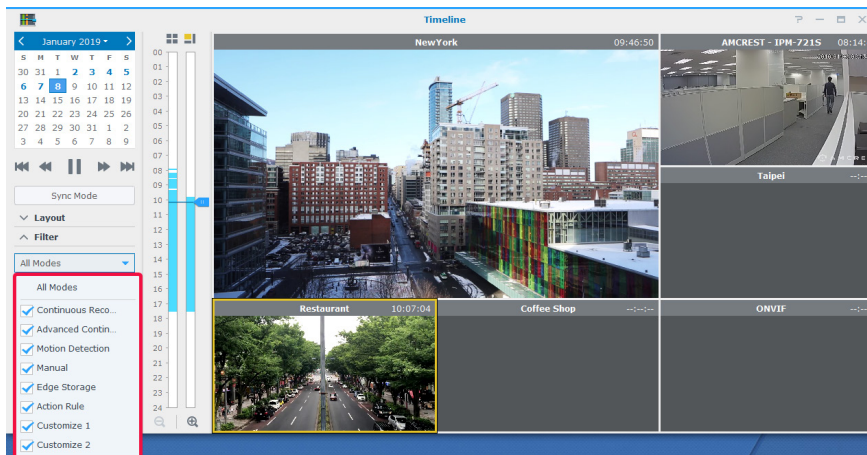 Timeline
January 2019
S M T W T F S
30 31 1 2 3 4 5
6 7 8 9 10 11 12
13 14 15 16 17 18 19
20 21 22 23 24 25 26
27 28 29 30 31 1 2
3 4 5 6 7 8 9
Sync Mode
Layout
Filter
All Modes
All Modes
Continuous Reco...
Advanced Contin...
Motion Detection
Manual
Edge Storage
Action Rule
Customize 1
Customize 2
00
01
02
03
04
05
06
07
08
09
10
11
12
13
14
15
16
17
18
19
20
21
22
23
24
NewYork 09:46:50
AMCREST - IPM-721S 08:14:
AMCREST
Taipei --:--
Restaurant 10:07:04
Coffee Shop --:--:--
ONVIF --:--